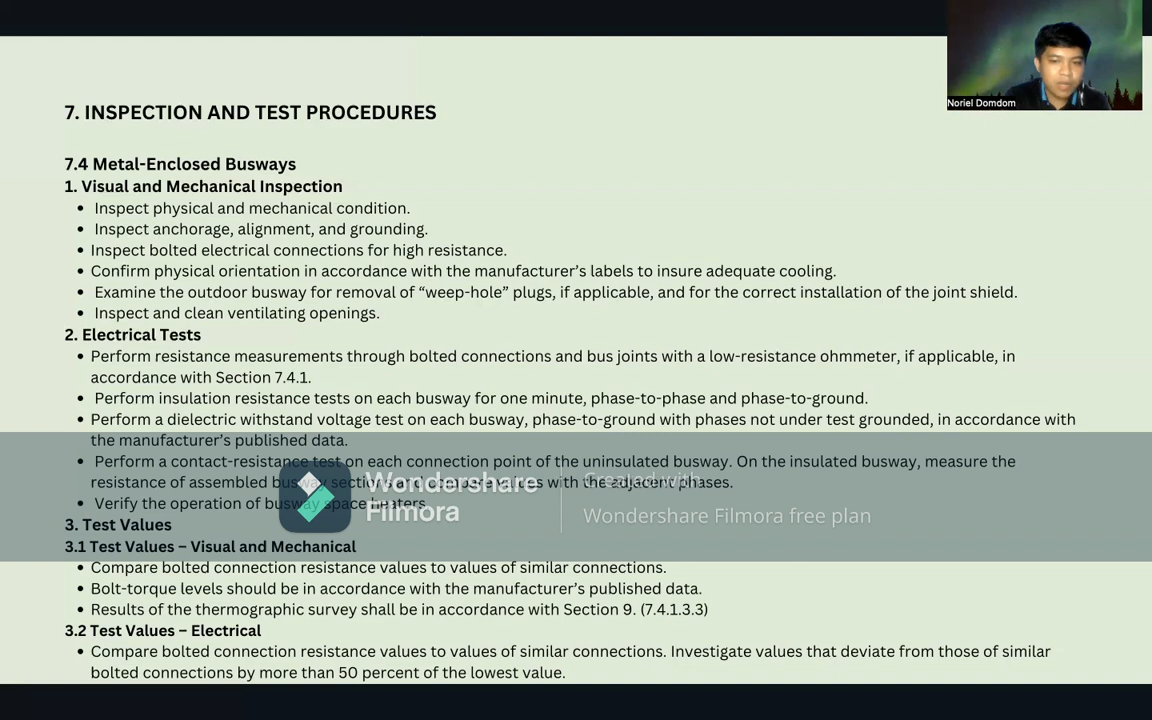 Noriel Domdom
7. INSPECTION AND TEST PROCEDURES
7.4 Metal-Enclosed Busways
1. Visual and Mechanical Inspection
• Inspect physical and mechanical condition.
• Inspect anchorage, alignment, and grounding.
• Inspect bolted electrical connections for high resistance.
• Confirm physical orientation in accordance with the manufacturer's labels to insure adequate cooling.
• Examine the outdoor busway for removal of “weep-hole” plugs, if applicable, and for the correct installation of the joint shield.
• Inspect and clean ventilating openings.
2. Electrical Tests
• Perform resistance measurements through bolted connections and bus joints with a low-resistance ohmmeter, if applicable, in
accordance with Section 7.4.1.
• Perform insulation resistance tests on each busway for one minute, phase-to-phase and phase-to-ground.
• Perform a dielectric withstand voltage test on each busway, phase-to-ground with phases not under test grounded, in accordance with
the manufacturer's published data.
• Perform a contact-resistance test on each connection point of the uninsulated busway. On the insulated busway, measure the
resistance of assembled busway sections and compare values with the adjacent phases.
• Verify the operation of busway space heaters.
Wondershare
Filmora
Created with
Wondershare Filmora free plan
3. Test Values
3.1 Test Values – Visual and Mechanical
• Compare bolted connection resistance values to values of similar connections.
• Bolt-torque levels should be in accordance with the manufacturer's published data.
• Results of the thermographic survey shall be in accordance with Section 9. (7.4.1.3.3)
3.2 Test Values – Electrical
• Compare bolted connection resistance values to values of similar connections. Investigate values that deviate from those of similar
bolted connections by more than 50 percent of the lowest value.